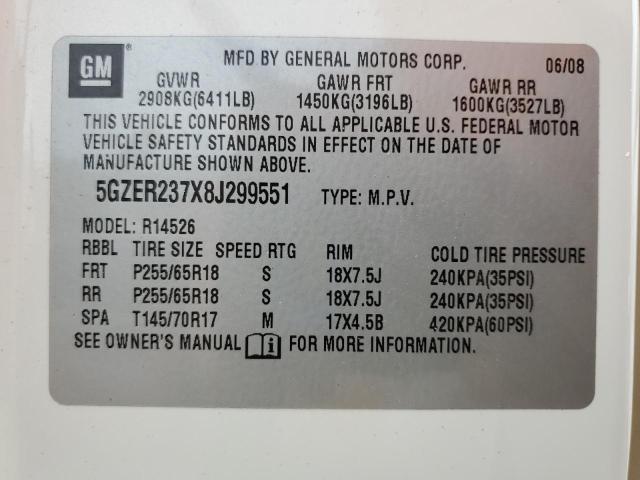 GM
MFD BY GENERAL MOTORS CORP. 06/08
GVWR GAWR FRT GAWR RR
2908KG(6411LB) 1450KG(3196LB) 1600KG(3527LB)
THIS VEHICLE CONFORMS TO ALL APPLICABLE U.S. FEDERAL MOTOR
VEHICLE SAFETY STANDARDS IN EFFECT ON THE DATE OF
MANUFACTURE SHOWN ABOVE.
5GZER237X8J299551 TYPE: M.P.V.
MODEL: R14526
RBBL TIRE SIZE SPEED RTG RIM COLD TIRE PRESSURE
FRT P255/65R18 S 18X7.5J 240KPA(35PSI)
RR P255/65R18 S 18X7.5J 240KPA(35PSI)
SPA T145/70R17 M 17X4.5B 420KPA(60PSI)
SEE OWNER'S MANUAL i FOR MORE INFORMATION.